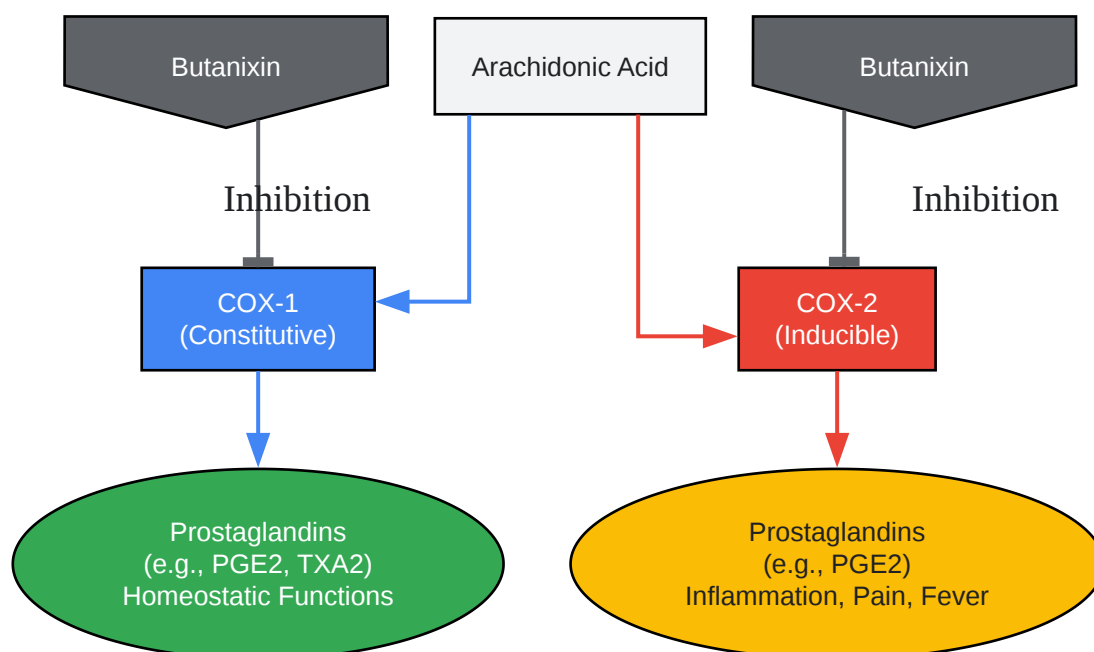 Butanixin
Arachidonic Acid
Butanixin
Inhibition
Inhibition
COX-1
(Constitutive)
COX-2
(Inducible)
Prostaglandins
(e.g., PGE2, TXA2)
Homeostatic Functions
Prostaglandins
(e.g., PGE2)
Inflammation, Pain, Fever